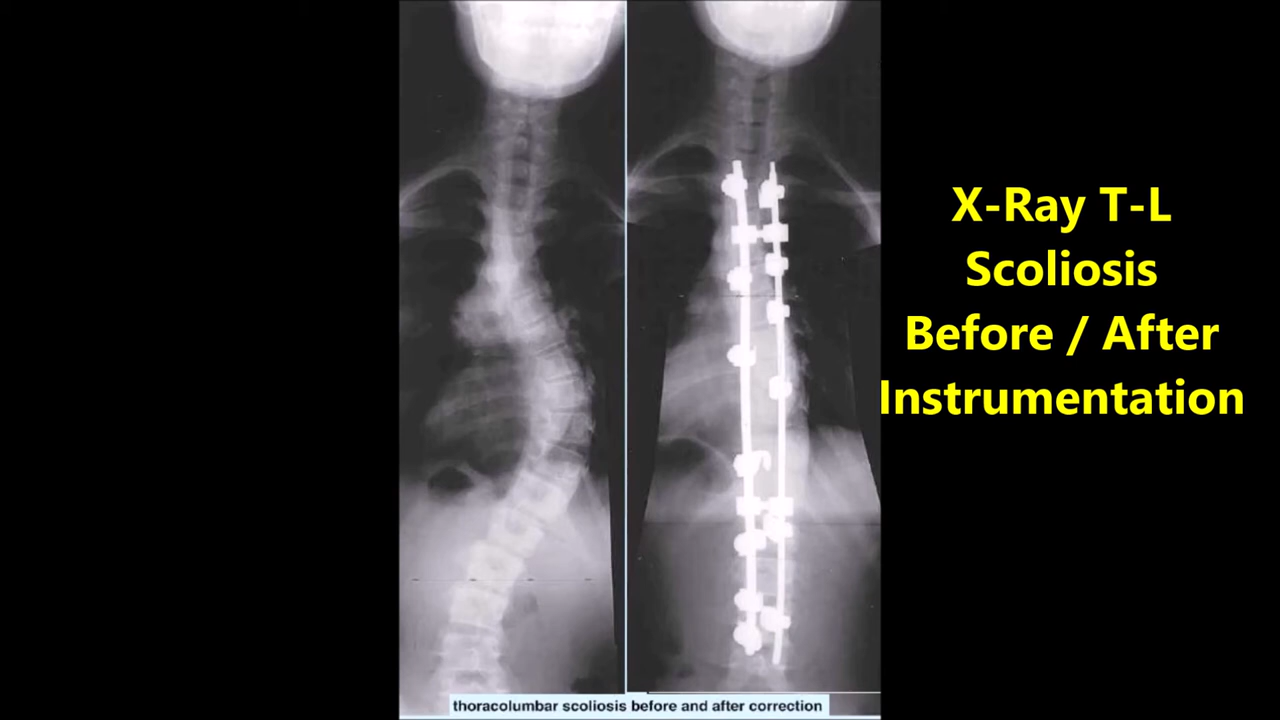 X-Ray T-L
Scoliosis
Before / After
Instrumentation
thoracolumbar scoliosis before and after correction